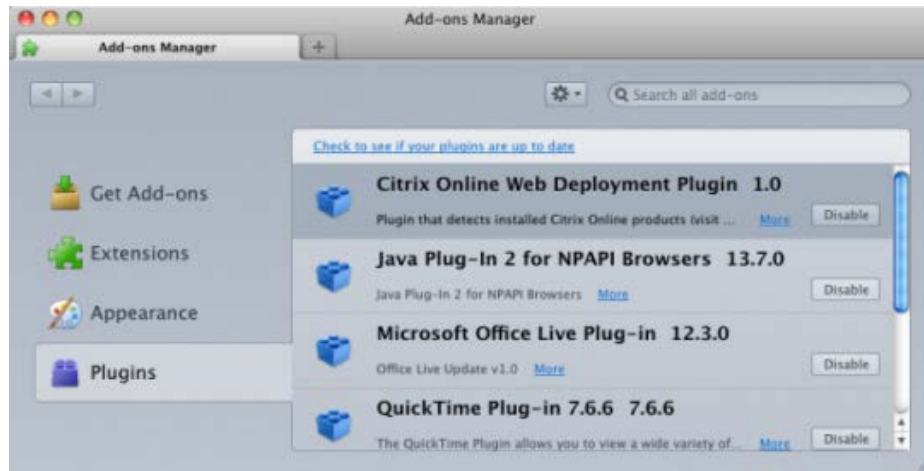 Add-ons Manager
Add-ons Manager
Search all add-ons
Check to see if your plugins are up to date
Get Add-ons
Extensions
Appearance
Plugins
Citrix Online Web Deployment Plugin 1.0
Plugin that detects installed Citrix Online products (visit ... More Disable
Java Plug-In 2 for NPAPI Browsers 13.7.0
Java Plug-In 2 for NPAPI Browsers More Disable
Microsoft Office Live Plug-in 12.3.0
Office Live Update v1.0 More Disable
QuickTime Plug-in 7.6.6 7.6.6
The QuickTime Plugin allows you to view a wide variety of... More Disable